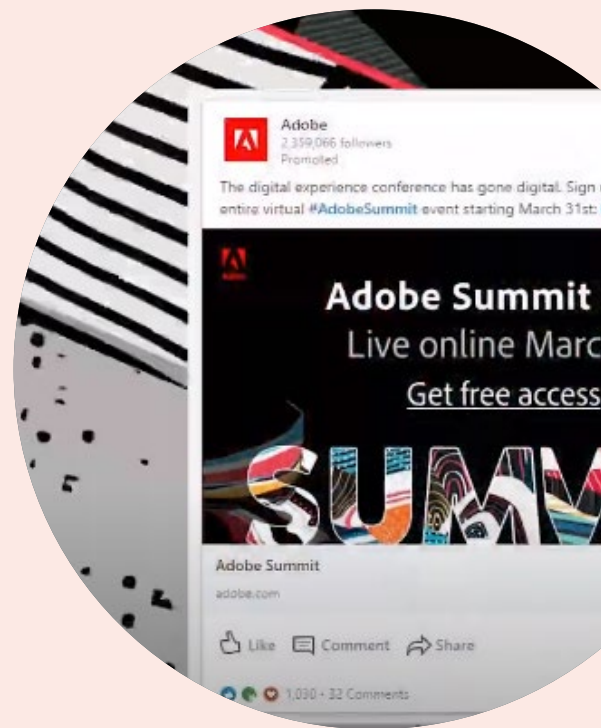 Adobe
2,359,066 followers
Promoted
The digital experience conference has gone digital. Sign
entire virtual #AdobeSummit event starting March 31st:
Adobe Summit
Live online Marc
Get free access
SUMM
Adobe Summit
adobe.com
Like Comment Share
1,030 • 32 Comments